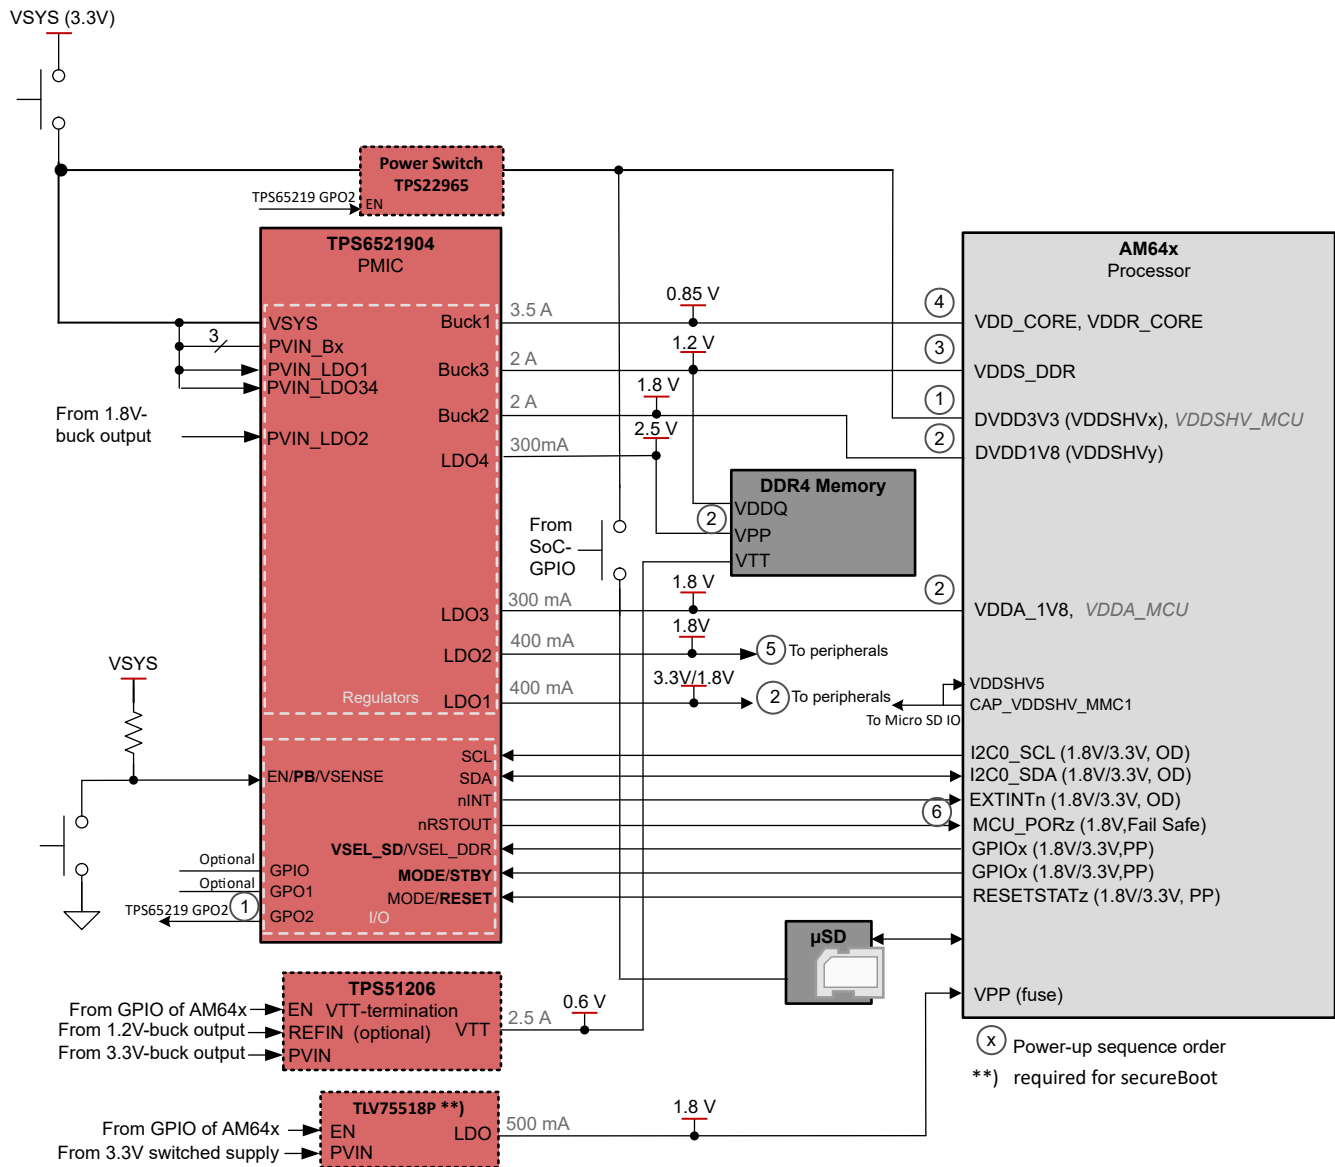 VSYS (3.3V)
Power Switch
TPS22965
TPS65219 GPO2
EN
TPS6521904
PMIC
VSYS
3
PVIN_Bx
PVIN_LDO1
PVIN_LDO34
From 1.8V-
buck output
PVIN_LDO2
Buck1
Buck3
Buck2
LDO4
LDO3
LDO2
LDO1
Regulators
3.5 A
0.85 V
2 A
1.2 V
2 A
1.8 V
300mA
2.5 V
300 mA
1.8 V
400 mA
1.8V
5
To peripherals
400 mA
3.3V/1.8V
2
To peripherals
From
SoC-
GPIO
DDR4 Memory
VDDQ
2
VPP
VTT
AM64x
Processor
4
VDD_CORE, VDDR_CORE
3
VDDS_DDR
1
DVDD3V3 (VDDSHVx), VDDSHV_MCU
2
DVDD1V8 (VDDSHVy)
2
VDDA_1V8, VDDA_MCU
VDDSHV5
CAP_VDDSHV_MMC1
To Micro SD IO
I2C0_SCL (1.8V/3.3V, OD)
I2C0_SDA (1.8V/3.3V, OD)
EXTINTn (1.8V/3.3V, OD)
6
MCU_PORz (1.8V,Fail Safe)
GPIOx (1.8V/3.3V,PP)
GPIOx (1.8V/3.3V,PP)
RESETSTATz (1.8V/3.3V, PP)
VPP (fuse)
VSYS
EN/PB/VSENSE
SCL
SDA
nINT
nRSTOUT
VSEL_SD/VSEL_DDR
MODE/STBY
MODE/RESET
Optional
GPIO
Optional
GPO1
TPS65219 GPO2
1
GPO2
I/O
µSD
TPS51206
From GPIO of AM64x
EN VTT-termination
From 1.2V-buck output
REFIN (optional)
VTT
From 3.3V-buck output
PVIN
2.5 A
0.6 V
TLV75518P **)
From GPIO of AM64x
EN
LDO
From 3.3V switched supply
PVIN
500 mA
1.8 V
x
Power-up sequence order
**) required for secureBoot